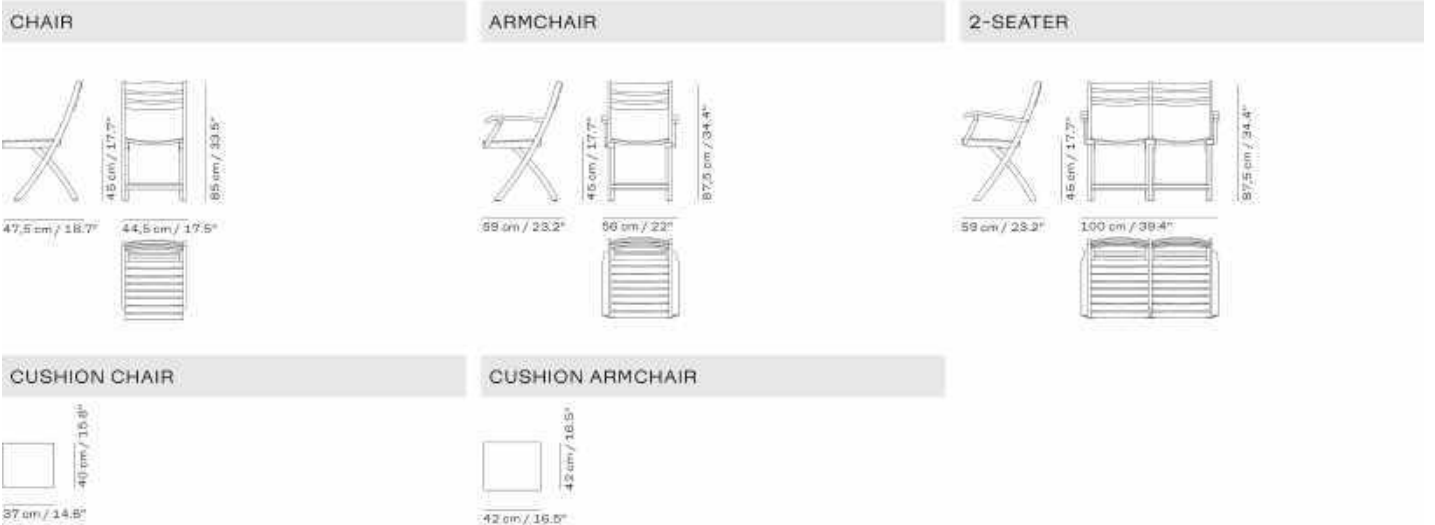 CHAIR
45 cm / 17.7"
85 cm / 33.5"
47,5 cm / 18.7"
44,5 cm / 17.5"
ARMCHAIR
45 cm / 17.7"
87,5 cm / 34.4"
59 cm / 23.2"
56 cm / 22"
2-SEATER
45 cm / 17.7"
87,5 cm / 34.4"
59 cm / 23.2"
100 cm / 39.4"
CUSHION CHAIR
40 cm / 15.8"
37 cm / 14.6"
CUSHION ARMCHAIR
42 cm / 16.5"
42 cm / 16.5"